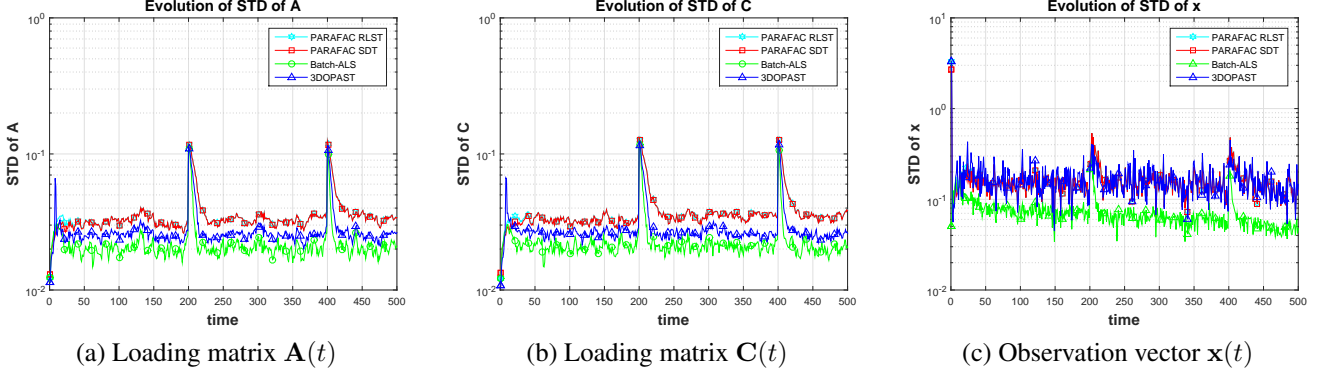 Evolution of STD of A
10^0
10^-1
10^-2
STD of A
PARAFAC RLST
PARAFAC SDT
Batch-ALS
3DOPAST
0 50 100 150 200 250 300 350 400 450 500
time
(a) Loading matrix A(t)
Evolution of STD of C
10^0
10^-1
10^-2
STD of C
PARAFAC RLST
PARAFAC SDT
Batch-ALS
3DOPAST
0 50 100 150 200 250 300 350 400 450 500
time
(b) Loading matrix C(t)
Evolution of STD of x
10^1
10^0
10^-1
10^-2
STD of x
PARAFAC RLST
PARAFAC SDT
Batch-ALS
3DOPAST
0 50 100 150 200 250 300 350 400 450 500
time
(c) Observation vector x(t)